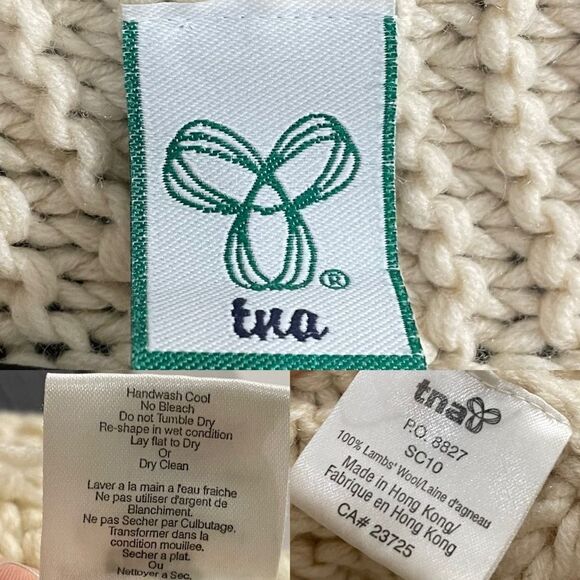 ®
tna
Handwash Cool
No Bleach
Do not Tumble Dry
Re-shape in wet condition
Lay flat to Dry
Or
Dry Clean
Laver a la main a l'eau fraiche
Ne pas utiliser d'argent de
Blanchiment.
Ne pas Secher par Culbutage.
Transformer dans la
condition mouillee.
Secher a plat.
Ou
Nettoyer a Sec.
tna
P.O. 8827
SC10
100% Lambs' Wool/Laine d'agneau
Made in Hong Kong/
Fabrique en Hong Kong
CA# 23725